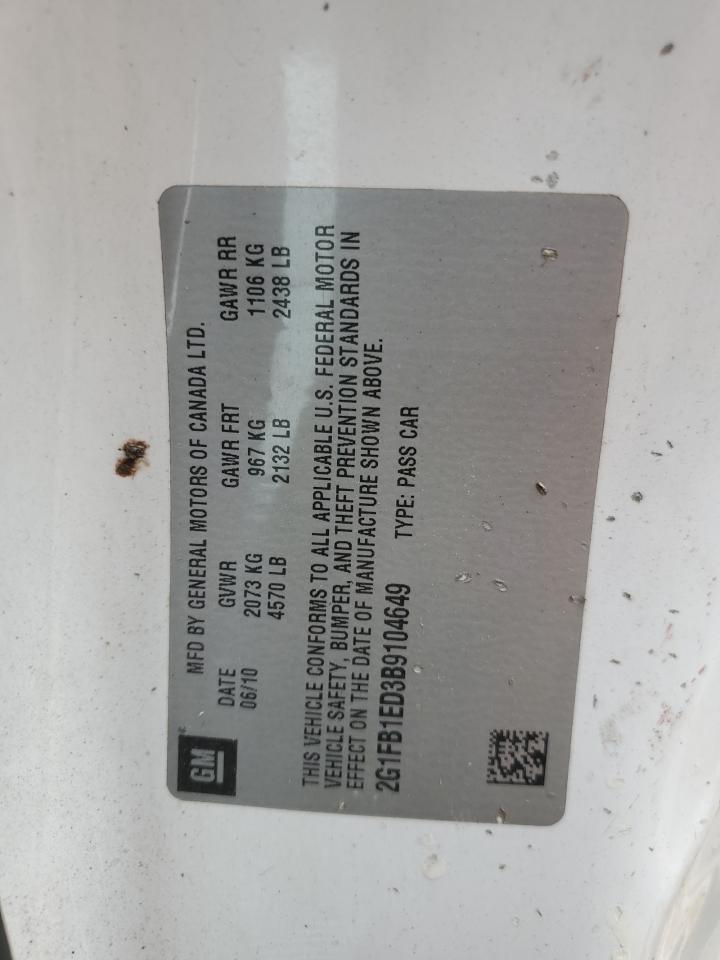 GM
MFD BY GENERAL MOTORS OF CANADA LTD.
DATE GVWR GAWR FRT GAWR RR
06/10 2073 KG 967 KG 1106 KG
4570 LB 2132 LB 2438 LB
THIS VEHICLE CONFORMS TO ALL APPLICABLE U.S. FEDERAL MOTOR
VEHICLE SAFETY, BUMPER, AND THEFT PREVENTION STANDARDS IN
EFFECT ON THE DATE OF MANUFACTURE SHOWN ABOVE.
2G1FB1ED3B9104649 TYPE: PASS CAR